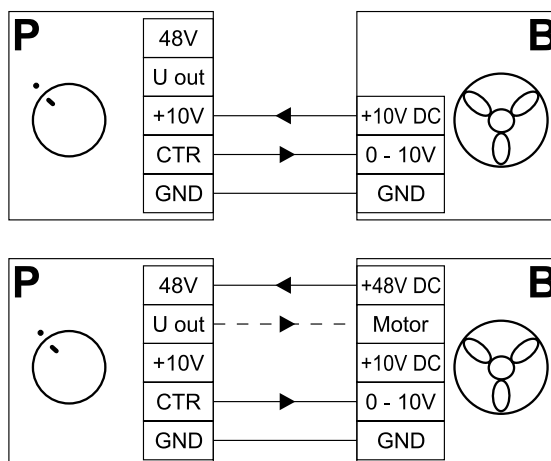 P
48V
U out
+10V
CTR
GND
B
+10V DC
0 - 10V
GND
P
48V
U out
+10V
CTR
GND
B
+48V DC
Motor
+10V DC
0 - 10V
GND